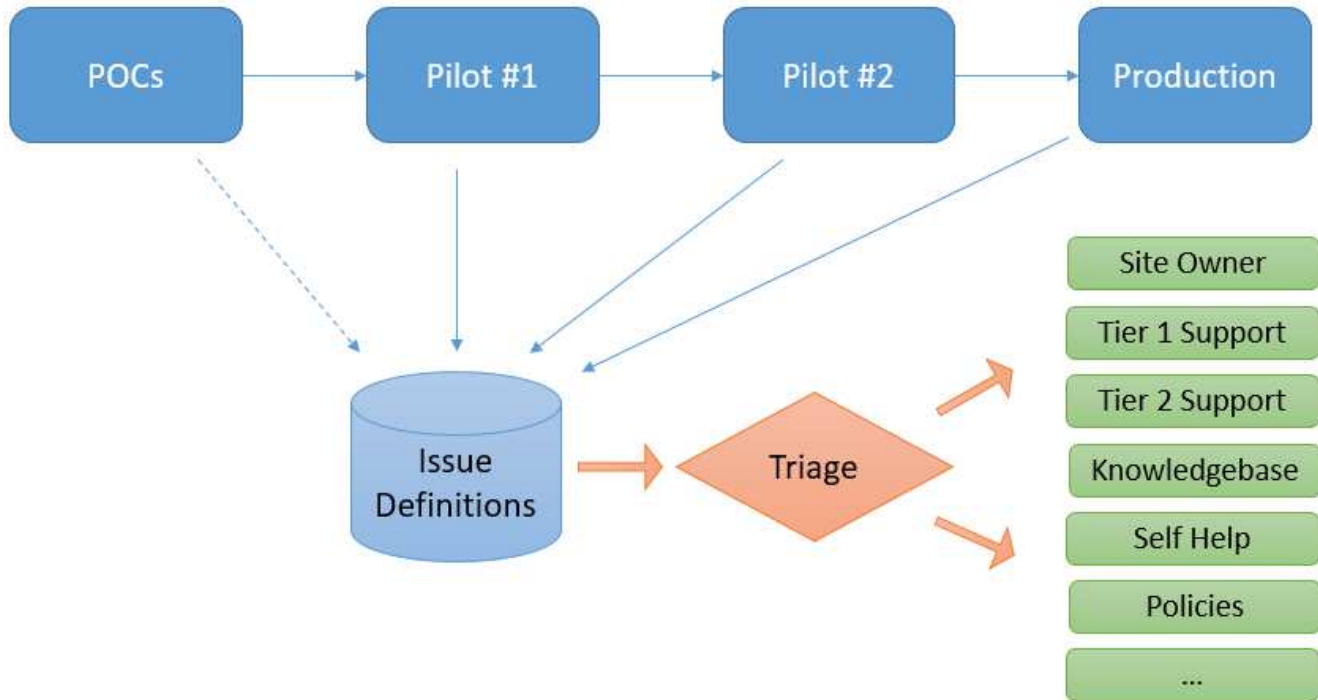 POCs
Pilot #1
Pilot #2
Production
Site Owner
Tier 1 Support
Tier 2 Support
Knowledgebase
Self Help
Policies
...
Issue
Definitions
Triage